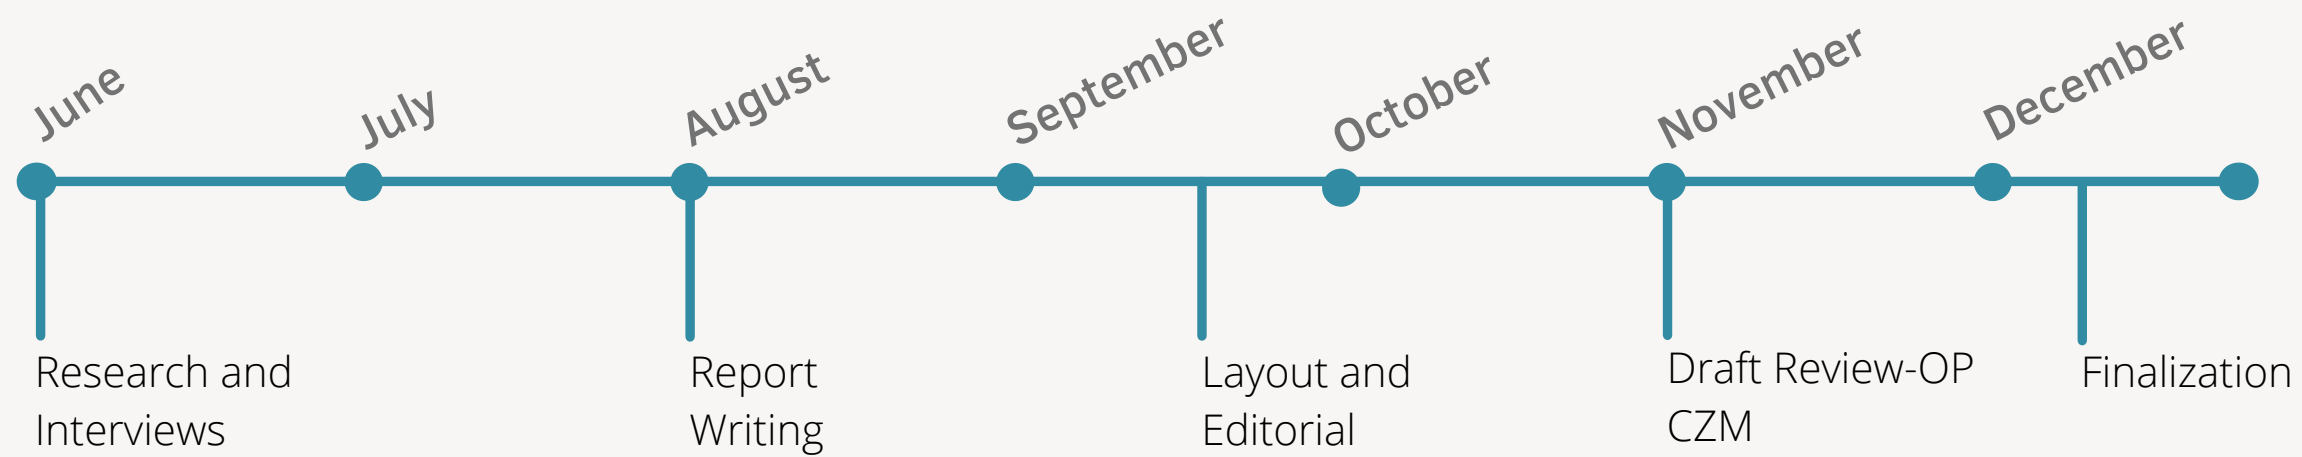 June
July
August
September
October
November
December
Research and
Interviews
Report
Writing
Layout and
Editorial
Draft Review-OP
CZM
Finalization